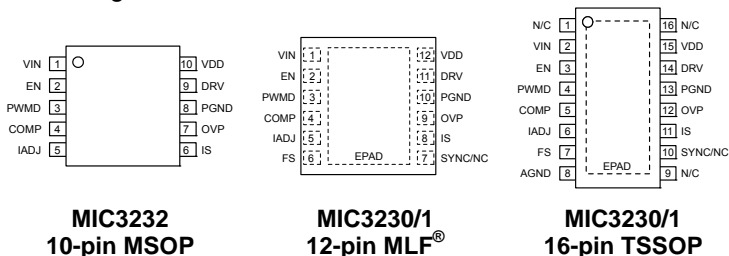 VIN 1 10 VDD
EN 2 9 DRV
PWMD 3 8 PGND
COMP 4 7 OVP
IADJ 5 6 IS
MIC3232
10-pin MSOP
VIN 1 12 VDD
EN 2 11 DRV
PWMD 3 10 PGND
COMP 4 9 OVP
IADJ 5 8 IS
FS 6 EPAD 7 SYNC/NC
MIC3230/1
12-pin MLF®
N/C 1 16 N/C
VIN 2 15 VDD
EN 3 14 DRV
PWMD 4 13 PGND
COMP 5 12 OVP
IADJ 6 11 IS
FS 7 10 SYNC/NC
EPAD
AGND 8 9 N/C
MIC3230/1
16-pin TSSOP